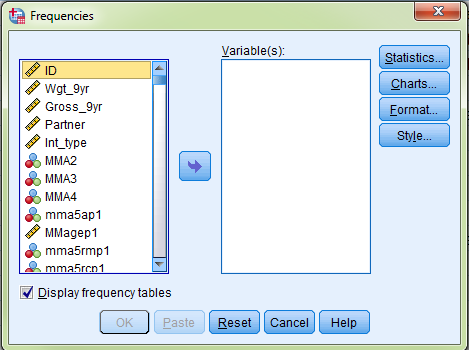 Frequencies
Variable(s):
ID
Wgt_9yr
Gross_9yr
Partner
Int_type
MMA2
MMA3
MMA4
mma5ap1
MMagep1
mma5rmp1
mma5rcp1
Statistics...
Charts...
Format...
Style...
Display frequency tables
OK
Paste
Reset
Cancel
Help